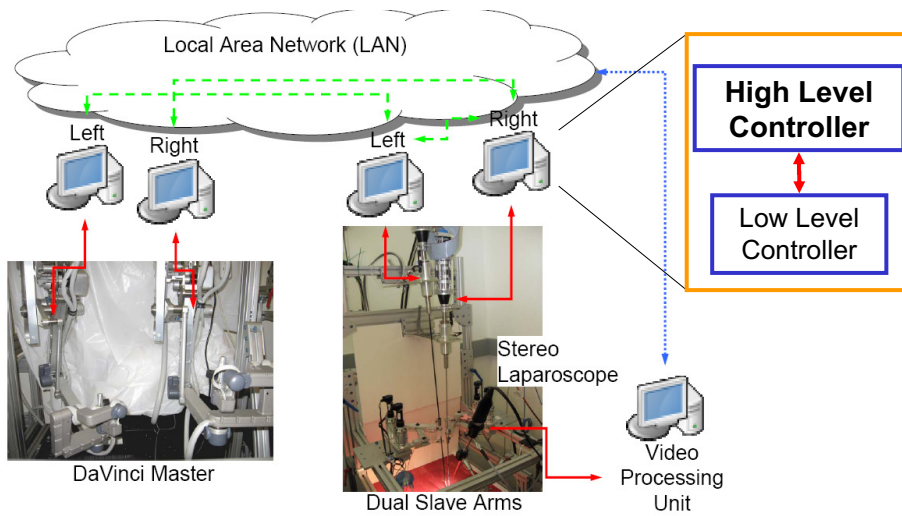 Local Area Network (LAN)
Left
Right
Left
Right
High Level
Controller
Low Level
Controller
Stereo
Laparoscope
DaVinci Master
Dual Slave Arms
Video
Processing
Unit